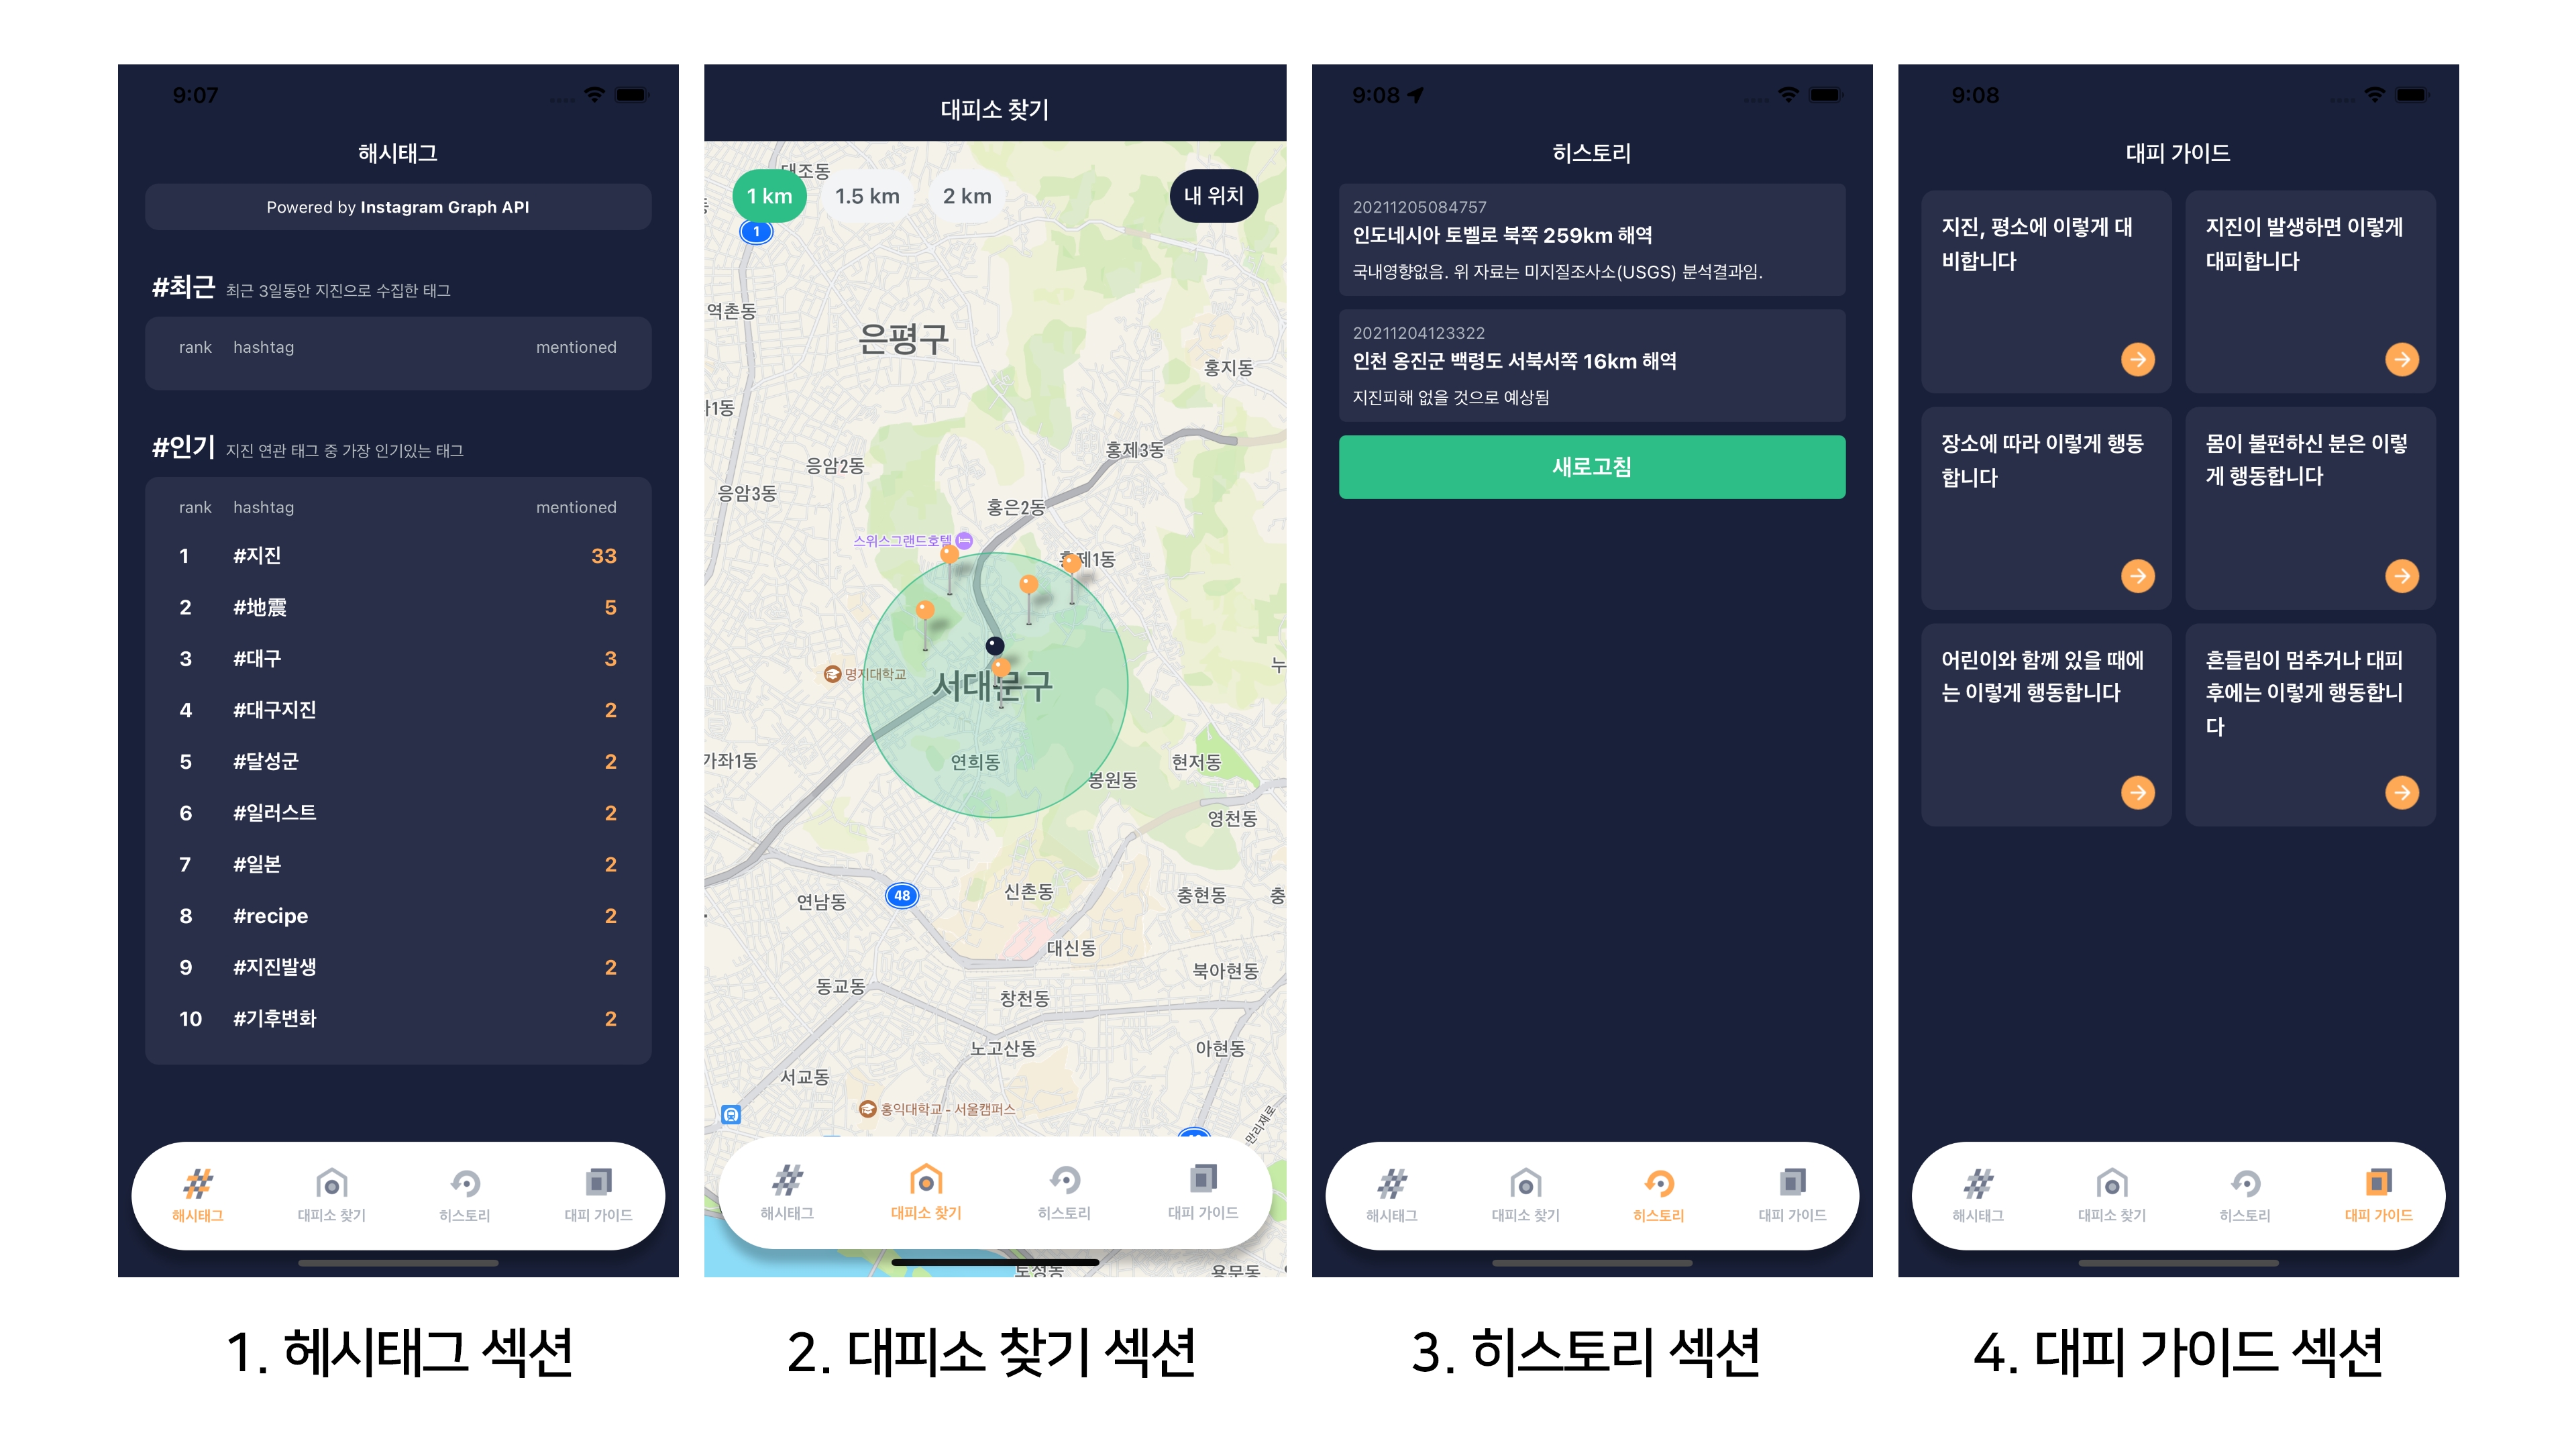 9:07
해시태그
Powered by Instagram Graph API
#최근 최근 3일동안 지진으로 수집한 태그
rank hashtag mentioned
#인기 지진 연관 태그 중 가장 인기있는 태그
rank hashtag mentioned
1 #지진 33
2 #地震 5
3 #대구 3
4 #대구지진 2
5 #달성군 2
6 #일러스트 2
7 #일본 2
8 #recipe 2
9 #지진발생 2
10 #기후변화 2
해시태그 대피소 찾기 히스토리 대피 가이드
1. 헤시태그 섹션
대피소 찾기
대조동
1 km 1.5 km 2 km 내 위치
1
역촌동
은평구
홍지동
홍제3동
응암2동
응암3동
홍은2동
스위스그랜드호텔
홍제1동
명지대학교
서대문구
가좌1동
연희동
현저동
봉원동
영천동
신촌동
충현동
연남동
48
대신동
북아현동
동교동
창천동
노고산동
아현동
서교동
홍익대학교 - 서울캠퍼스
만리재로
해시태그 대피소 찾기 히스토리 대피 가이드
토정동
용문동
2. 대피소 찾기 섹션
9:08
히스토리
20211205084757
인도네시아 토벨로 북쪽 259km 해역
국내영향없음. 위 자료는 미지질조사소(USGS) 분석결과임.
20211204123322
인천 옹진군 백령도 서북서쪽 16km 해역
지진피해 없을 것으로 예상됨
새로고침
해시태그 대피소 찾기 히스토리 대피 가이드
3. 히스토리 섹션
9:08
대피 가이드
지진, 평소에 이렇게 대
비합니다
지진이 발생하면 이렇게
대피합니다
장소에 따라 이렇게 행동
합니다
몸이 불편하신 분은 이렇
게 행동합니다
어린이와 함께 있을 때에
는 이렇게 행동합니다
흔들림이 멈추거나 대피
후에는 이렇게 행동합니
다
해시태그 대피소 찾기 히스토리 대피 가이드
4. 대피 가이드 섹션